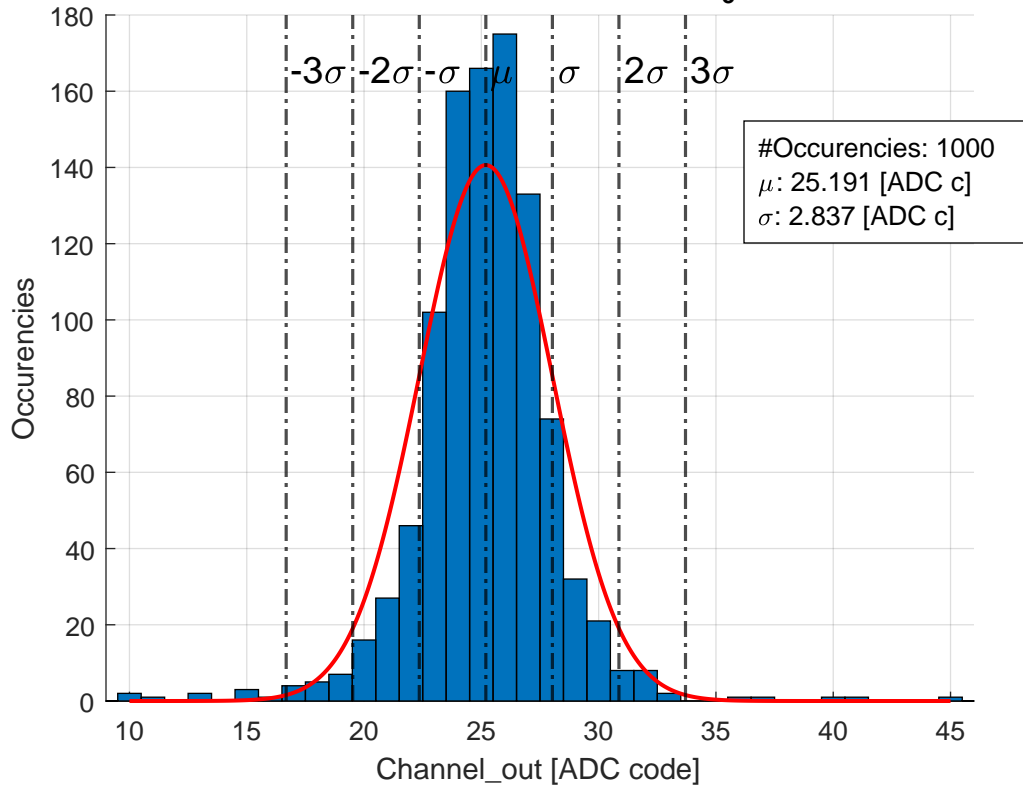 180
160
140
120
100
80
60
40
20
0
Occurencies
-3σ -2σ -σ μ σ 2σ 3σ
#Occurencies: 1000
μ: 25.191 [ADC c]
σ: 2.837 [ADC c]
10 15 20 25 30 35 40 45
Channel_out [ADC code]